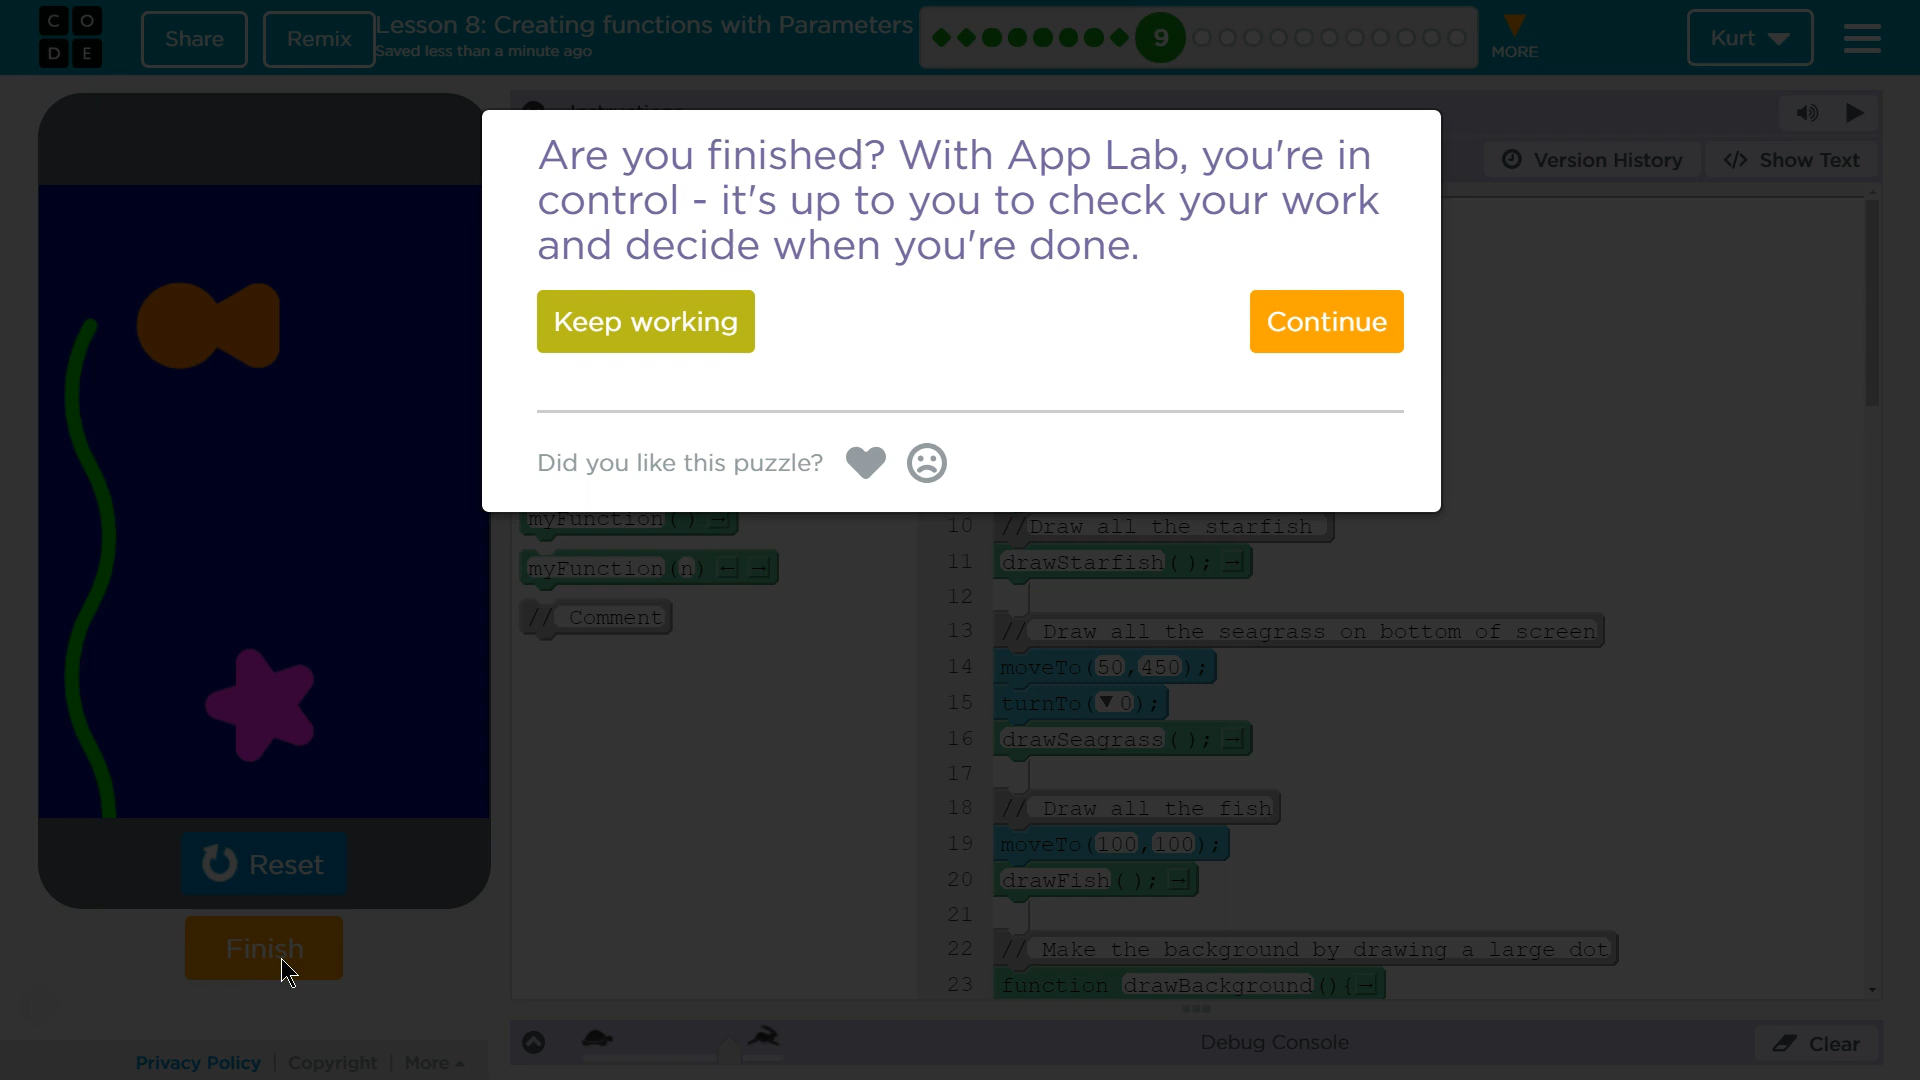 C O
D E
Share
Remix
Lesson 8: Creating functions with Parameters
Saved less than a minute ago
9
MORE
Kurt
Version History
</> Show Text
Are you finished? With App Lab, you're in
control - it's up to you to check your work
and decide when you're done.
Keep working
Continue
Did you like this puzzle?
myFunction()
myFunction(n)
// Comment
10 //Draw all the starfish
11 drawStarfish();
12
13 // Draw all the seagrass on bottom of screen
14 moveTo(50,450);
15 turnTo(▼0);
16 drawSeagrass();
17
18 // Draw all the fish
19 moveTo(100,100);
20 drawFish();
21
22 // Make the background by drawing a large dot
23 function drawBackground(){
Reset
Finish
Debug Console
Clear
Privacy Policy | Copyright | More